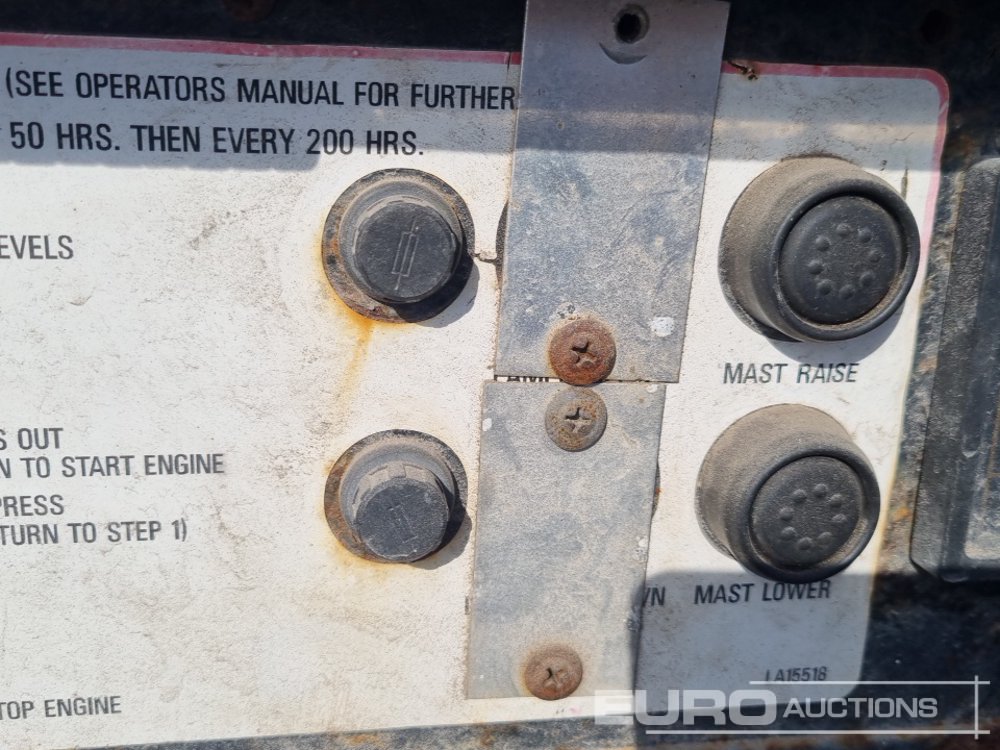 (SEE OPERATORS MANUAL FOR FURTHER
50 HRS. THEN EVERY 200 HRS.
EVELS
MAST RAISE
S OUT
N TO START ENGINE
PRESS
TURN TO STEP 1)
MAST LOWER
LA15518
TOP ENGINE
EURO AUCTIONS